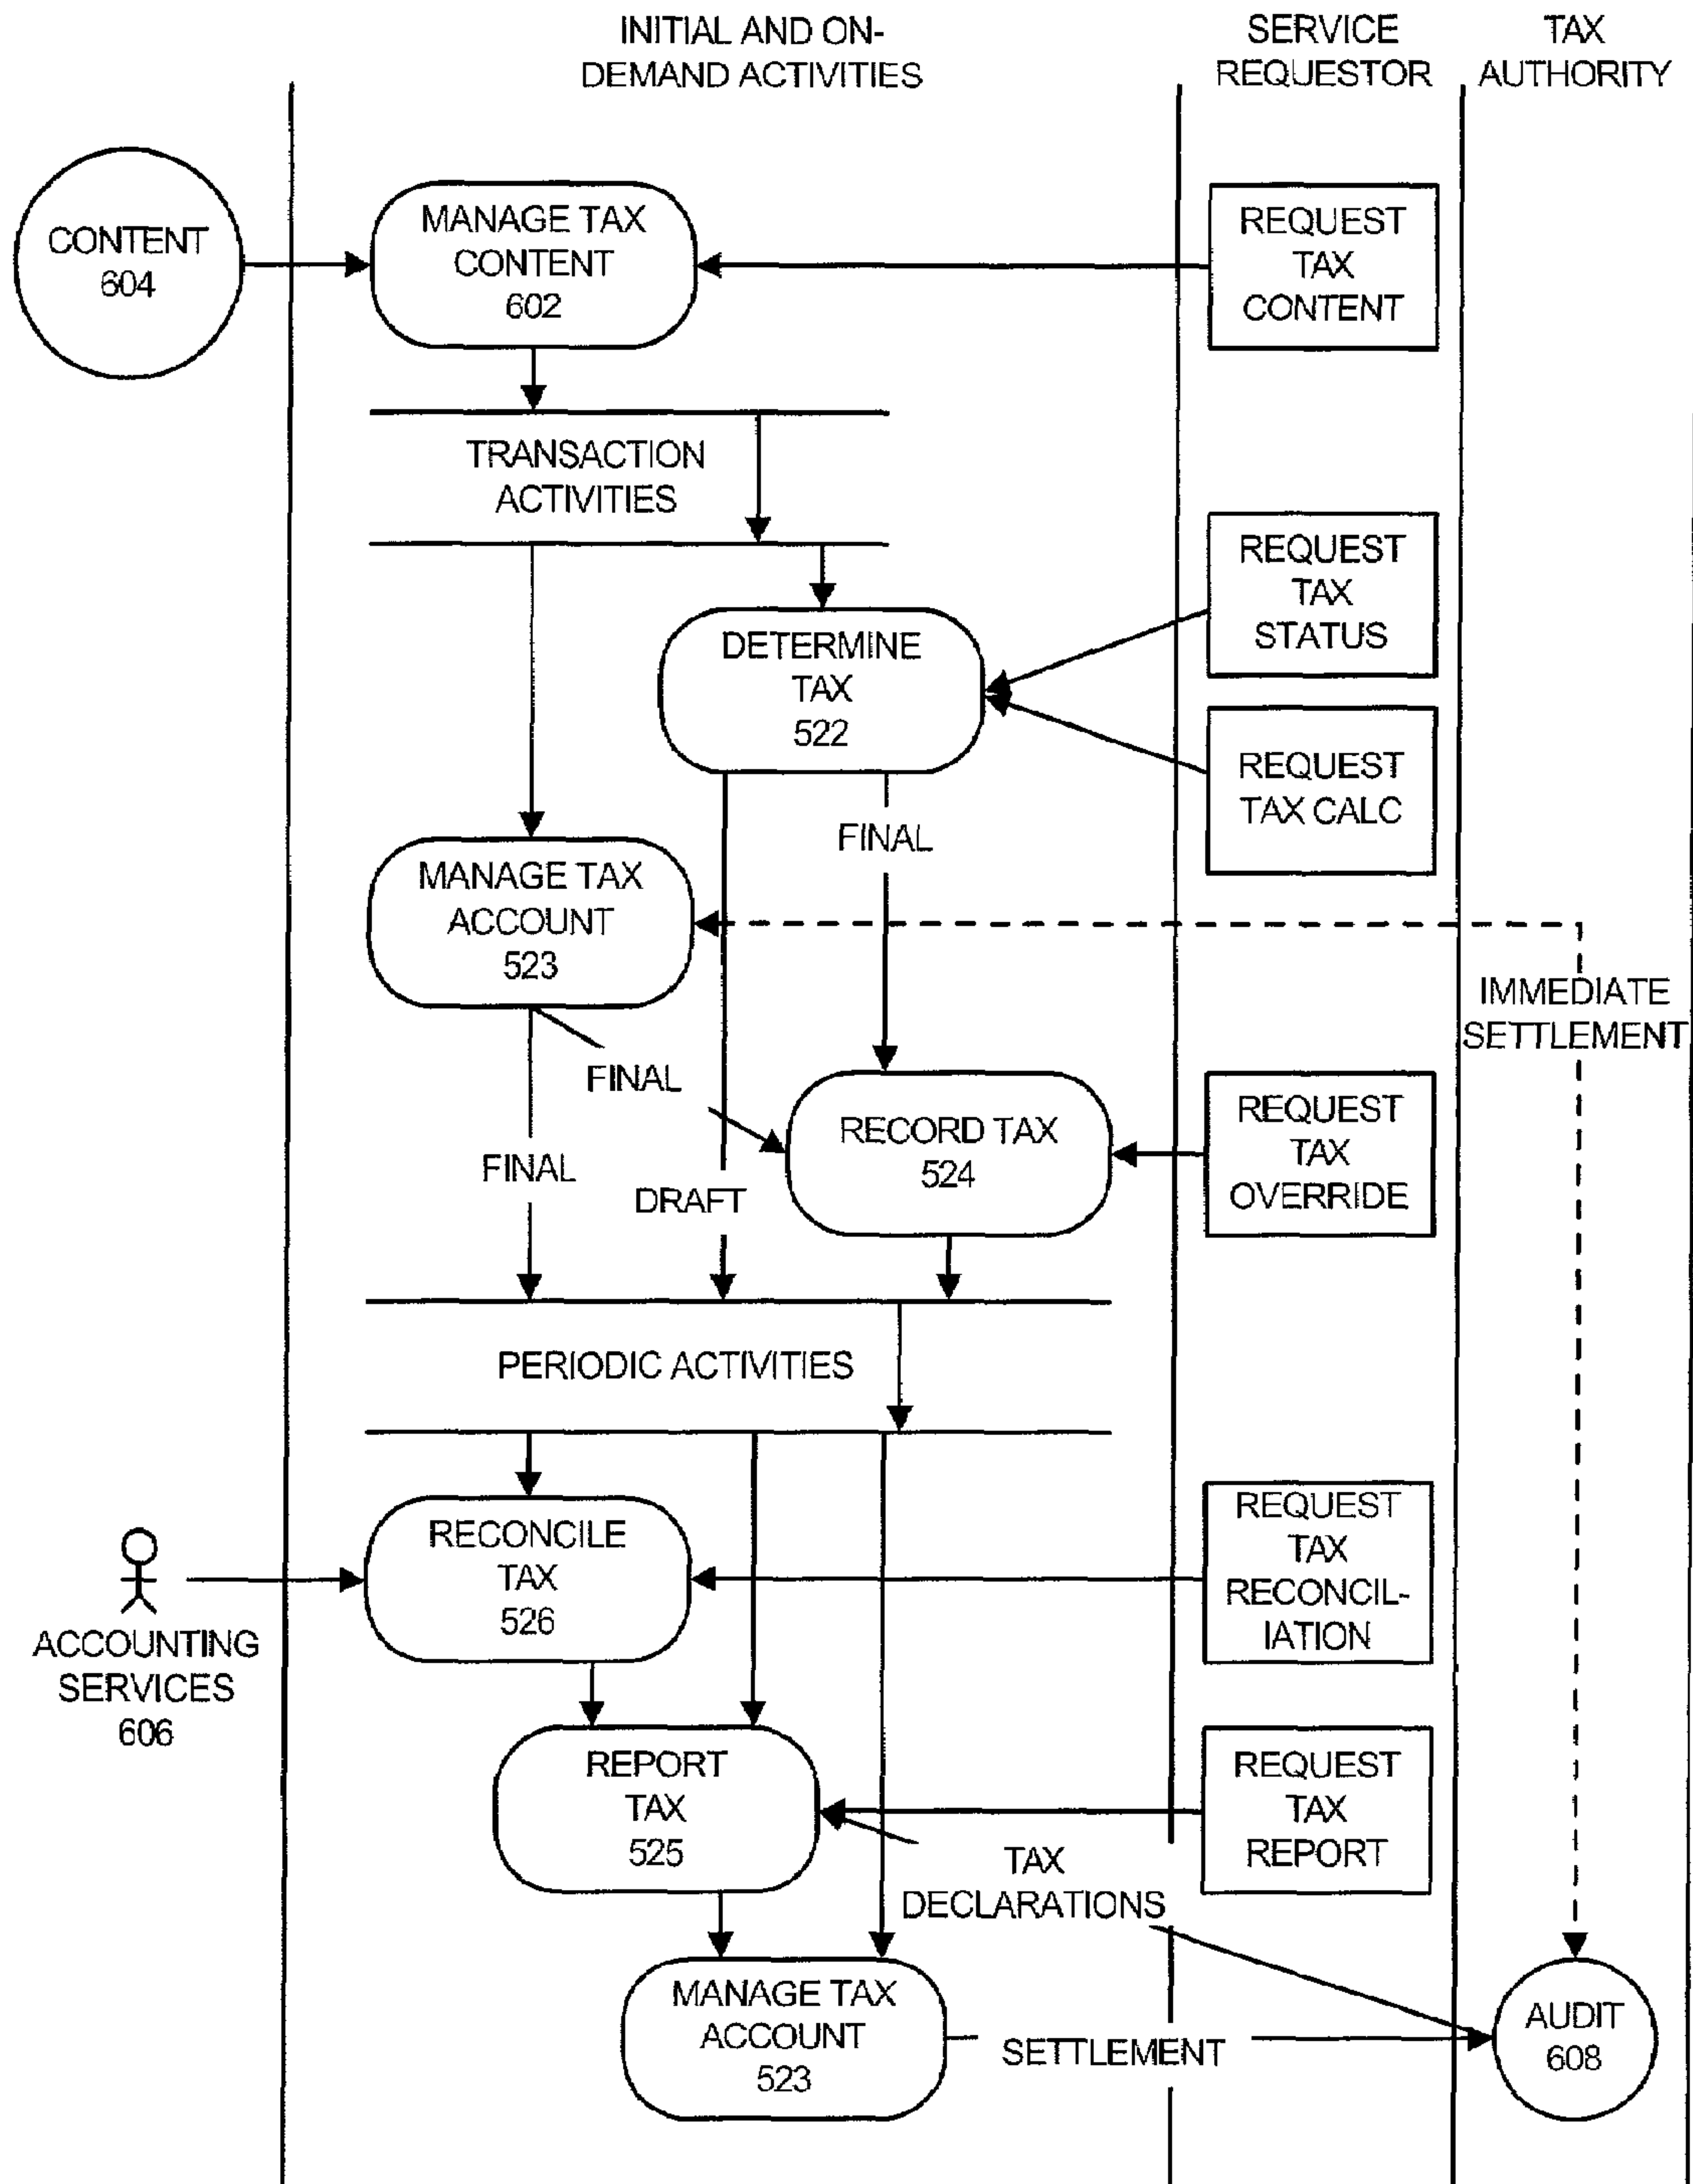 INITIAL AND ON-
DEMAND ACTIVITIES
SERVICE
REQUESTOR
TAX
AUTHORITY
CONTENT
604
MANAGE TAX
CONTENT
602
REQUEST
TAX
CONTENT
TRANSACTION
ACTIVITIES
REQUEST
TAX
STATUS
DETERMINE
TAX
522
REQUEST
TAX CALC
FINAL
MANAGE TAX
ACCOUNT
523
IMMEDIATE
SETTLEMENT
FINAL
RECORD TAX
524
REQUEST
TAX
OVERRIDE
FINAL
DRAFT
PERIODIC ACTIVITIES
RECONCILE
TAX
526
REQUEST
TAX
RECONCIL-
IATION
ACCOUNTING
SERVICES
606
REPORT
TAX
525
REQUEST
TAX
REPORT
TAX
DECLARATIONS
MANAGE TAX
ACCOUNT
523
SETTLEMENT
AUDIT
608